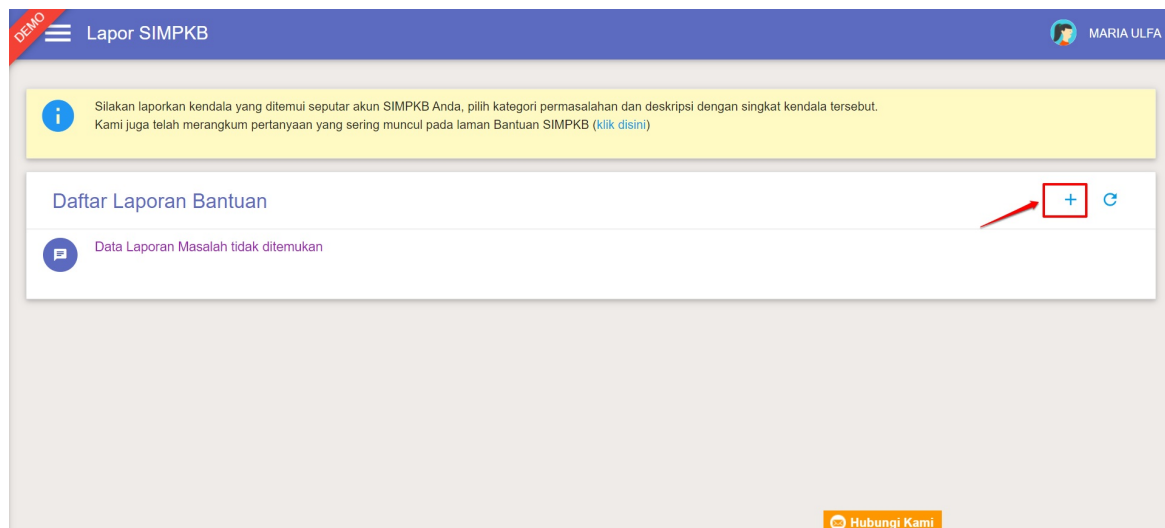 DEMO
Lapor SIMPKB
MARIA ULFA
Silakan laporkan kendala yang ditemui seputar akun SIMPKB Anda, pilih kategori permasalahan dan deskripsi dengan singkat kendala tersebut.
Kami juga telah merangkum pertanyaan yang sering muncul pada laman Bantuan SIMPKB (klik disini)
Daftar Laporan Bantuan
Data Laporan Masalah tidak ditemukan
Hubungi Kami